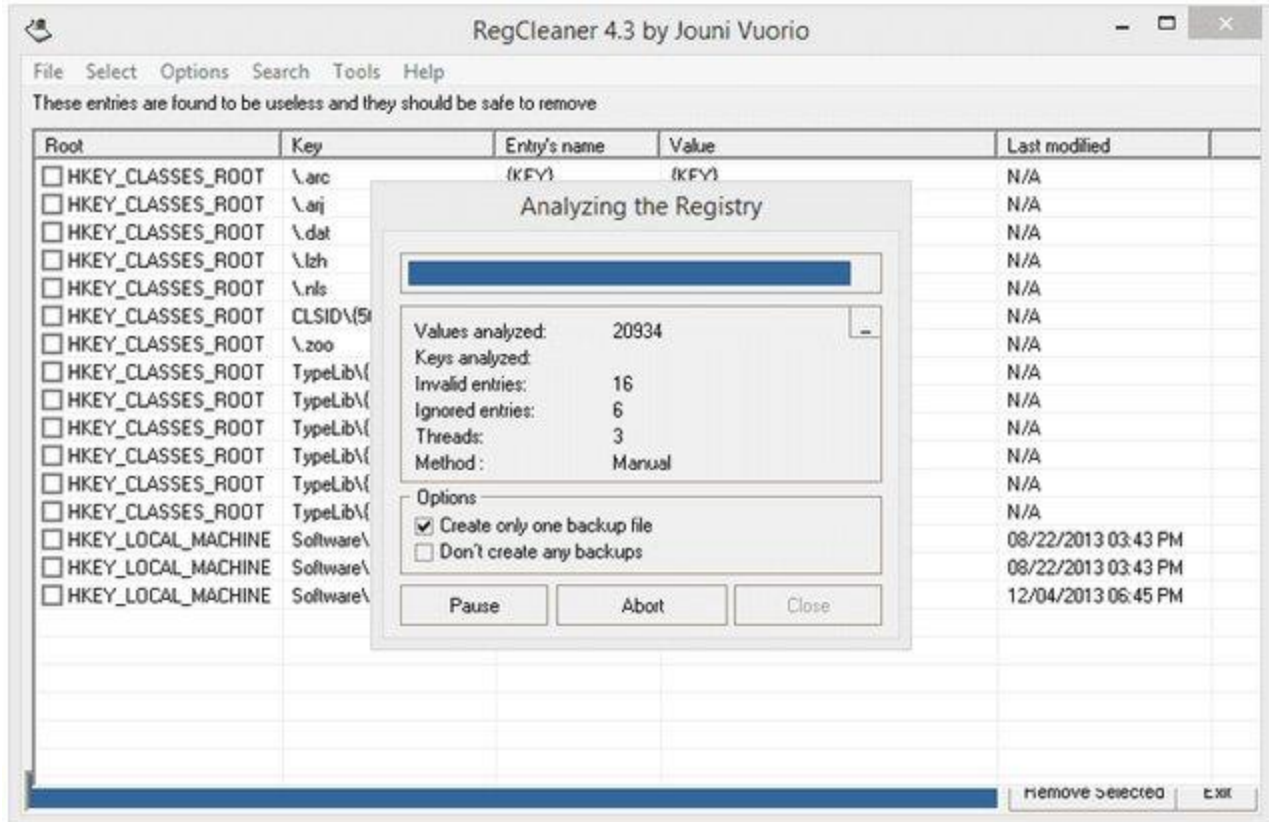 RegCleaner 4.3 by Jouni Vuorio
File Select Options Search Tools Help
These entries are found to be useless and they should be safe to remove
Root Key Entry's name Value Last modified
HKEY_CLASSES_ROOT \.arc {KEY} {KEY} N/A
HKEY_CLASSES_ROOT \.arj N/A
HKEY_CLASSES_ROOT \.dat N/A
HKEY_CLASSES_ROOT \.lzh N/A
HKEY_CLASSES_ROOT \.nls N/A
HKEY_CLASSES_ROOT CLSID\{5 N/A
HKEY_CLASSES_ROOT \.zoo N/A
HKEY_CLASSES_ROOT TypeLib\{ N/A
HKEY_CLASSES_ROOT TypeLib\{ N/A
HKEY_CLASSES_ROOT TypeLib\{ N/A
HKEY_CLASSES_ROOT TypeLib\{ N/A
HKEY_CLASSES_ROOT TypeLib\{ N/A
HKEY_LOCAL_MACHINE Software\ 08/22/2013 03:43 PM
HKEY_LOCAL_MACHINE Software\ 08/22/2013 03:43 PM
HKEY_LOCAL_MACHINE Software\ 12/04/2013 06:45 PM
Analyzing the Registry
Values analyzed: 20934
Keys analyzed:
Invalid entries: 16
Ignored entries: 6
Threads: 3
Method : Manual
Options
Create only one backup file
Don't create any backups
Pause Abort Close
Remove Selected Exit